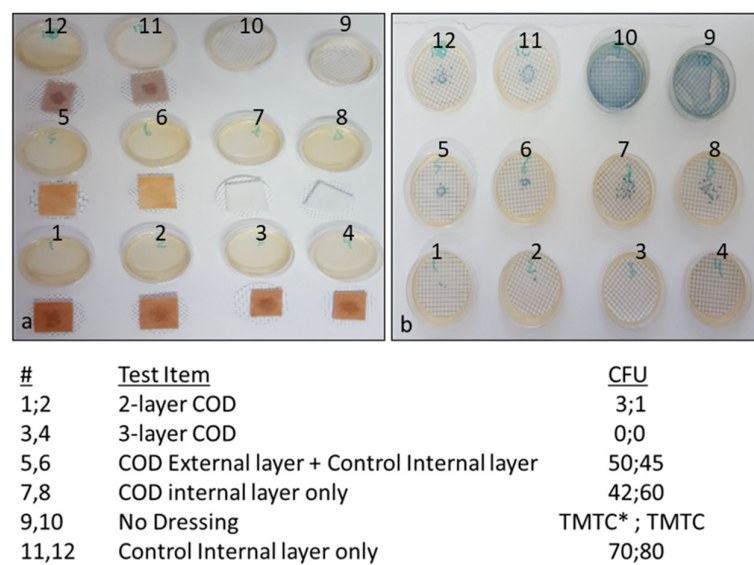 12 11 10 9
5 6 7 8
1 2 3 4
a
12 11 10 9
5 6 7 8
1 2 3 4
b
# Test Item CFU
1;2 2-layer COD 3;1
3,4 3-layer COD 0;0
5,6 COD External layer + Control Internal layer 50;45
7,8 COD internal layer only 42;60
9,10 No Dressing TMTC* ; TMTC
11,12 Control Internal layer only 70;80